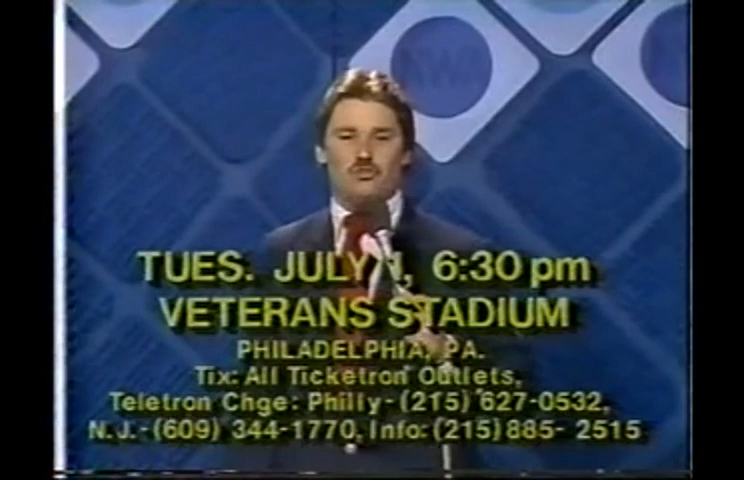 NWA
TUES. JULY 1, 6:30 pm
VETERANS STADIUM
PHILADELPHIA, PA.
Tix: All Ticketron Outlets,
Teletron Chge: Philly-(215) 627-0532,
N.J.-(609) 344-1770, Info: (215) 885- 2515